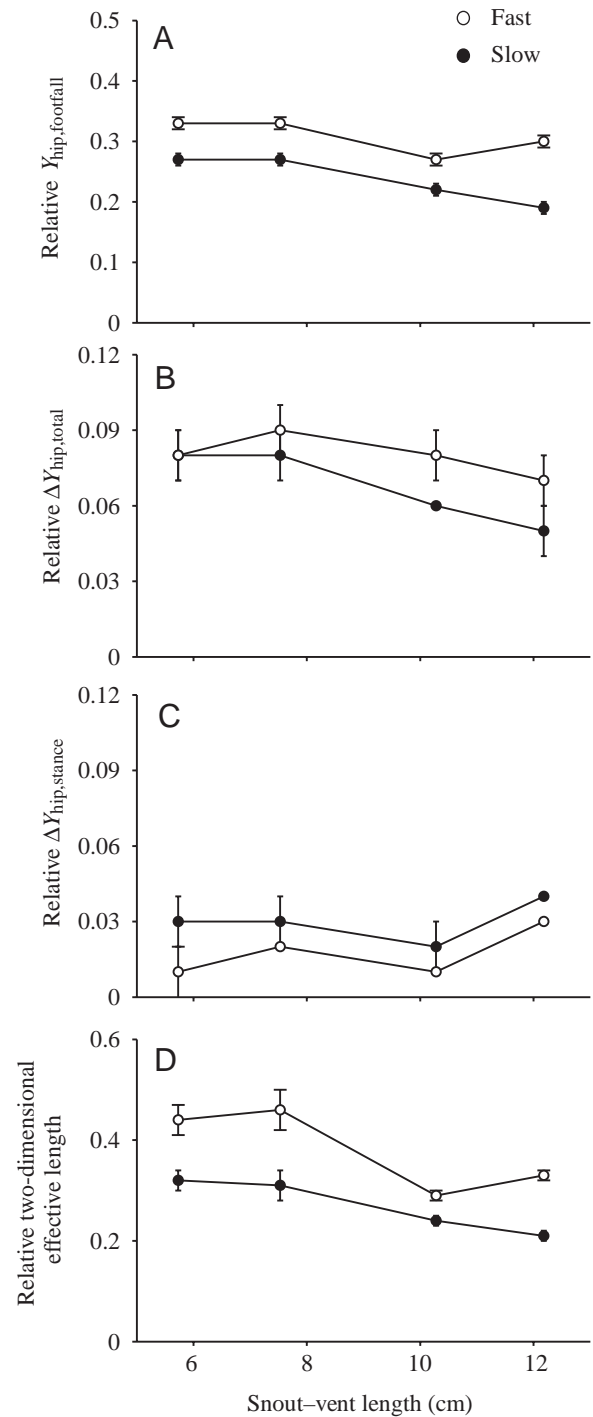 A
Fast
Slow
0.5
0.4
0.3
0.2
0.1
0
Relative Yhip,footfall
B
0.12
0.09
0.06
0.03
0
Relative ΔYhip,total
C
0.12
0.09
0.06
0.03
0
Relative ΔYhip,stance
D
0.6
0.4
0.2
0
Relative two-dimensional
effective length
6 8 10 12
Snout–vent length (cm)